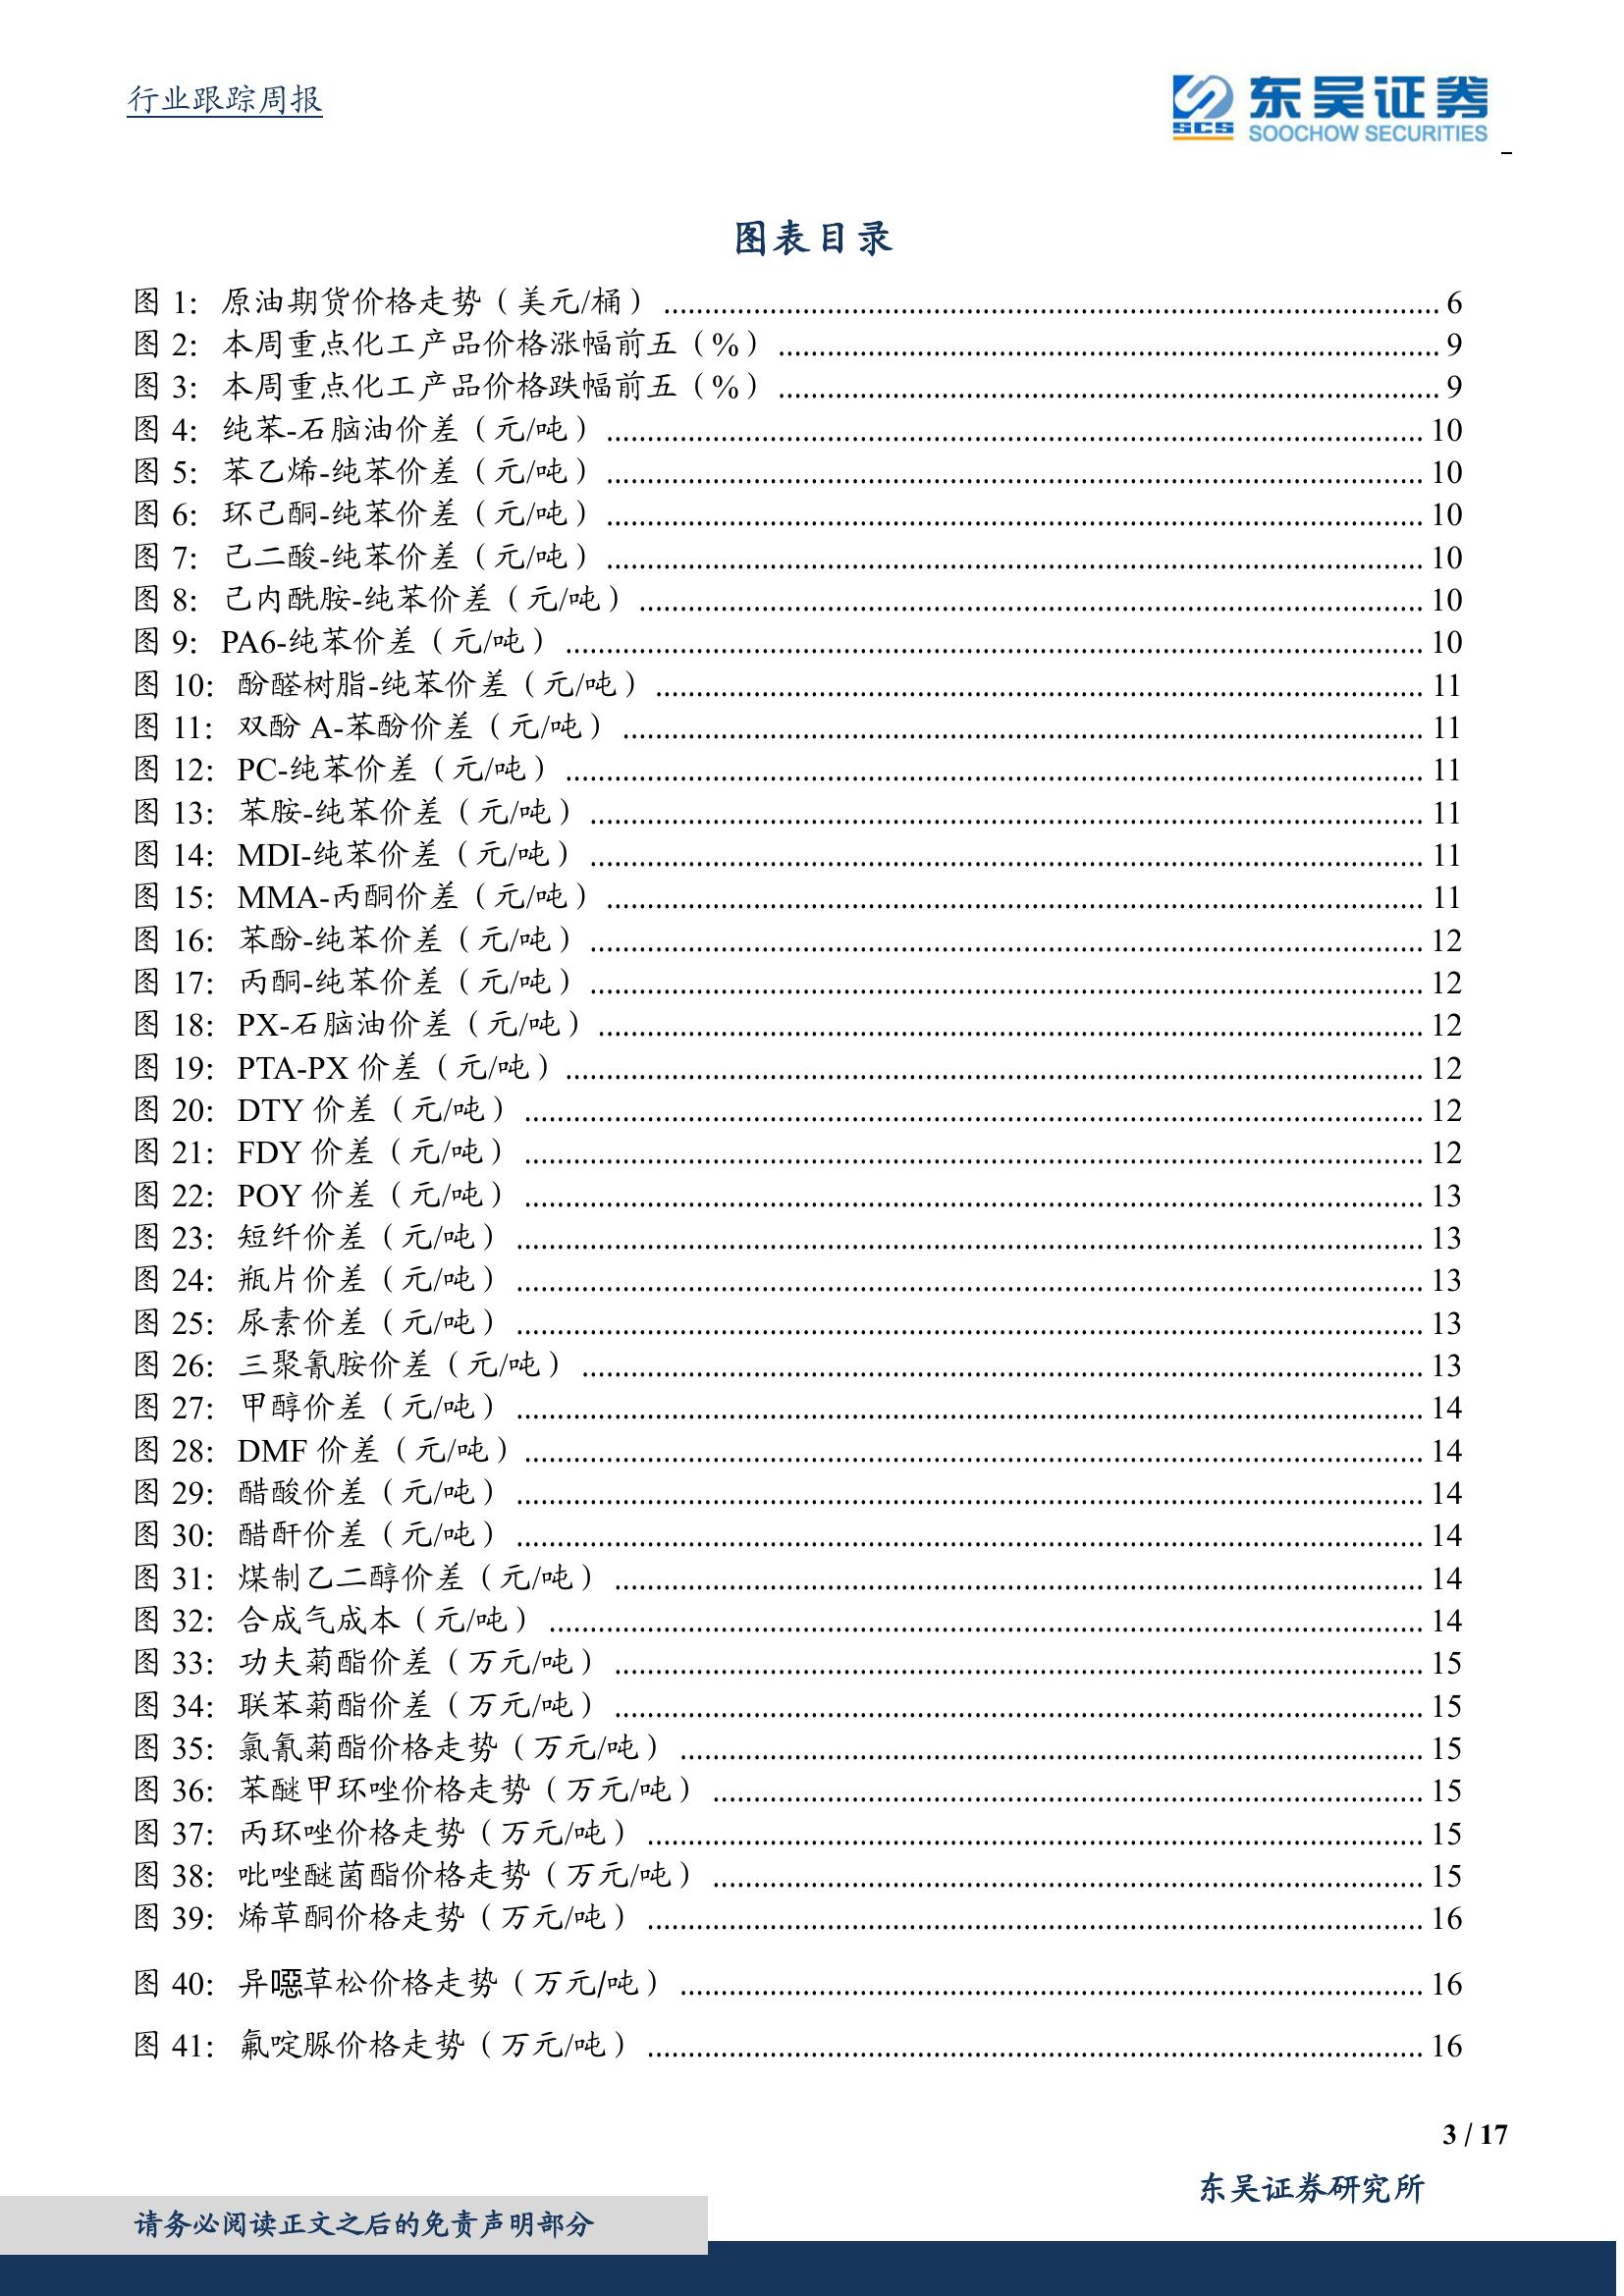 行业跟踪周报
东吴证券
SCS
SOOCHOW SECURITIES
图表目录
图 1：原油期货价格走势（美元/桶） ........ 6
图 2：本周重点化工产品价格涨幅前五（%） ........ 9
图 3：本周重点化工产品价格跌幅前五（%） ........ 9
图 4：纯苯-石脑油价差（元/吨） ........ 10
图 5：苯乙烯-纯苯价差（元/吨） ........ 10
图 6：环己酮-纯苯价差（元/吨） ........ 10
图 7：己二酸-纯苯价差（元/吨） ........ 10
图 8：己内酰胺-纯苯价差（元/吨） ........ 10
图 9：PA6-纯苯价差（元/吨） ........ 10
图 10：酚醛树脂-纯苯价差（元/吨） ........ 11
图 11：双酚 A-苯酚价差（元/吨） ........ 11
图 12：PC-纯苯价差（元/吨） ........ 11
图 13：苯胺-纯苯价差（元/吨） ........ 11
图 14：MDI-纯苯价差（元/吨） ........ 11
图 15：MMA-丙酮价差（元/吨） ........ 11
图 16：苯酚-纯苯价差（元/吨） ........ 12
图 17：丙酮-纯苯价差（元/吨） ........ 12
图 18：PX-石脑油价差（元/吨） ........ 12
图 19：PTA-PX 价差（元/吨） ........ 12
图 20：DTY 价差（元/吨） ........ 12
图 21：FDY 价差（元/吨） ........ 12
图 22：POY 价差（元/吨） ........ 13
图 23：短纤价差（元/吨） ........ 13
图 24：瓶片价差（元/吨） ........ 13
图 25：尿素价差（元/吨） ........ 13
图 26：三聚氰胺价差（元/吨） ........ 13
图 27：甲醇价差（元/吨） ........ 14
图 28：DMF 价差（元/吨） ........ 14
图 29：醋酸价差（元/吨） ........ 14
图 30：醋酐价差（元/吨） ........ 14
图 31：煤制乙二醇价差（元/吨） ........ 14
图 32：合成气成本（元/吨） ........ 14
图 33：功夫菊酯价差（万元/吨） ........ 15
图 34：联苯菊酯价差（万元/吨） ........ 15
图 35：氯氰菊酯价格走势（万元/吨） ........ 15
图 36：苯醚甲环唑价格走势（万元/吨） ........ 15
图 37：丙环唑价格走势（万元/吨） ........ 15
图 38：吡唑醚菌酯价格走势（万元/吨） ........ 15
图 39：烯草酮价格走势（万元/吨） ........ 16
图 40：异噁草松价格走势（万元/吨） ........ 16
图 41：氟啶脲价格走势（万元/吨） ........ 16
3 / 17
东吴证券研究所
请务必阅读正文之后的免责声明部分